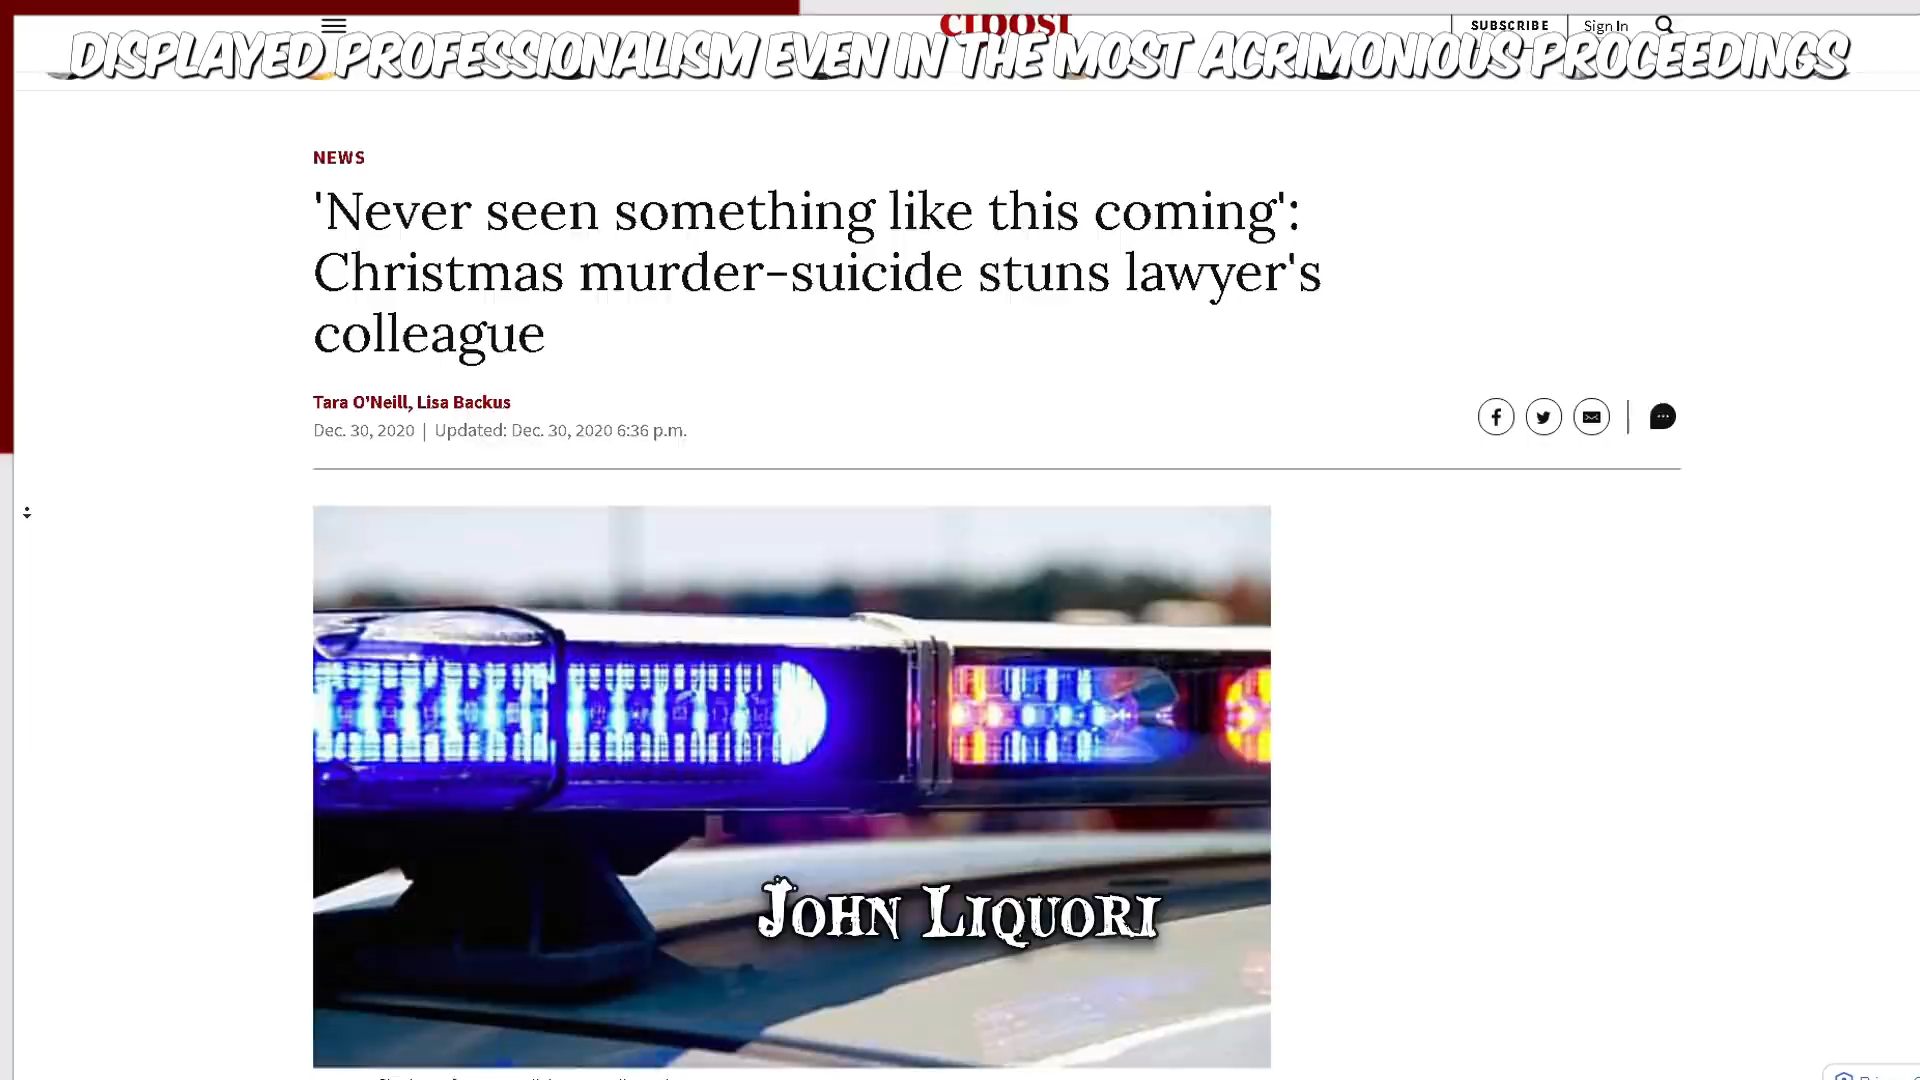 SUBSCRIBE
Sign In
DISPLAYED PROFESSIONALISM EVEN IN THE MOST ACRIMONIOUS PROCEEDINGS
NEWS
'Never seen something like this coming':
Christmas murder-suicide stuns lawyer's
colleague
Tara O'Neill, Lisa Backus
Dec. 30, 2020 | Updated: Dec. 30, 2020 6:36 p.m.
JOHN LIQUORI